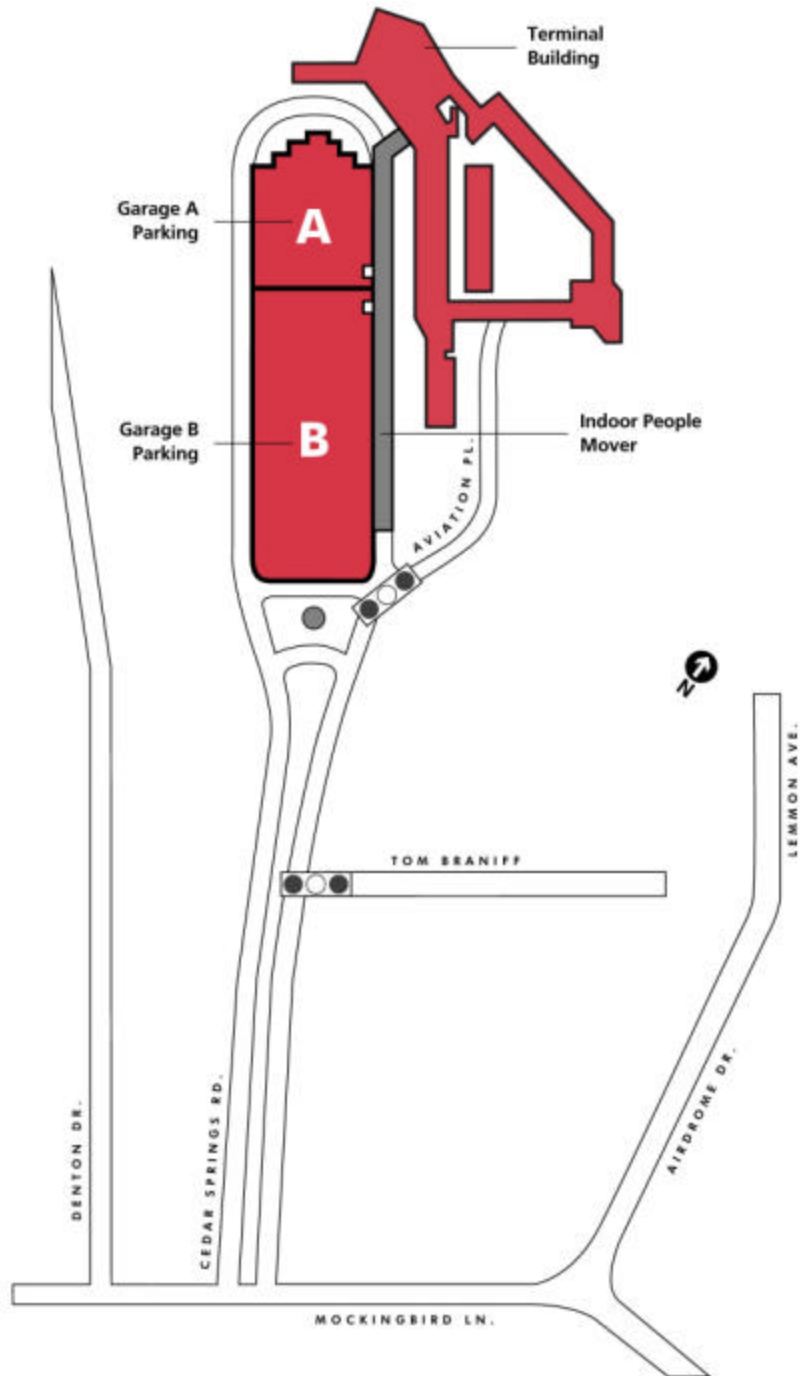 Terminal
Building
Garage A
Parking
A
Garage B
Parking
B
Indoor People
Mover
AVIATION PL.
N
LEMMON AVE.
TOM BRANIFF
AIRDROME DR.
DENTON DR.
CEDAR SPRINGS RD.
MOCKINGBIRD LN.